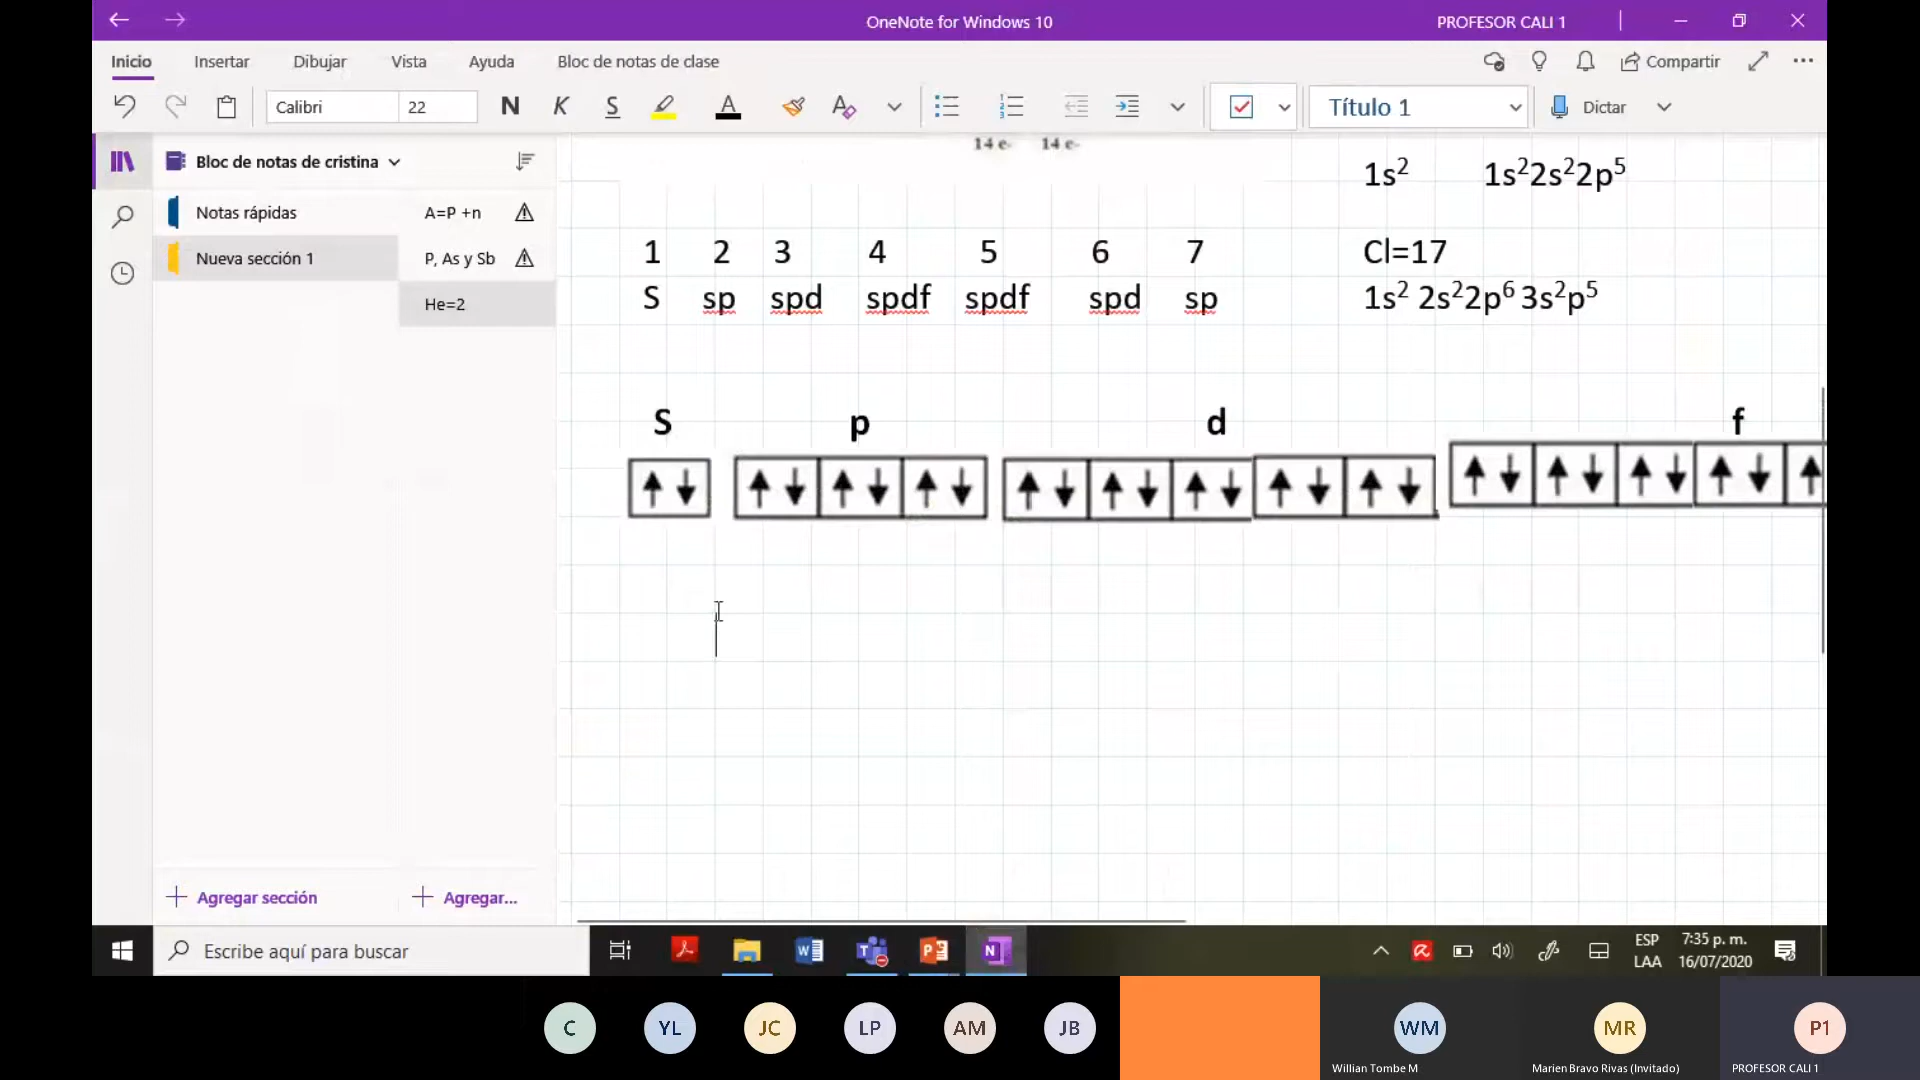 OneNote for Windows 10
PROFESOR CALI 1
Inicio
Insertar
Dibujar
Vista
Ayuda
Bloc de notas de clase
Compartir
Calibri
22
N
K
S
A
A
Título 1
Dictar
Bloc de notas de cristina
Notas rápidas
Nueva sección 1
A=P +n
P, As y Sb
He=2
14 e- 14 e-
1s² 1s²2s²2p⁵
1 2 3 4 5 6 7
S sp spd spdf spdf spd sp
Cl=17
1s² 2s²2p⁶ 3s²p⁵
S p d f
Agregar sección
Agregar...
Escribe aquí para buscar
ESP
LAA
7:35 p. m.
16/07/2020
C
YL
JC
LP
AM
JB
WM
Willian Tombe M
MR
Marien Bravo Rivas (Invitado)
P1
PROFESOR CALI 1